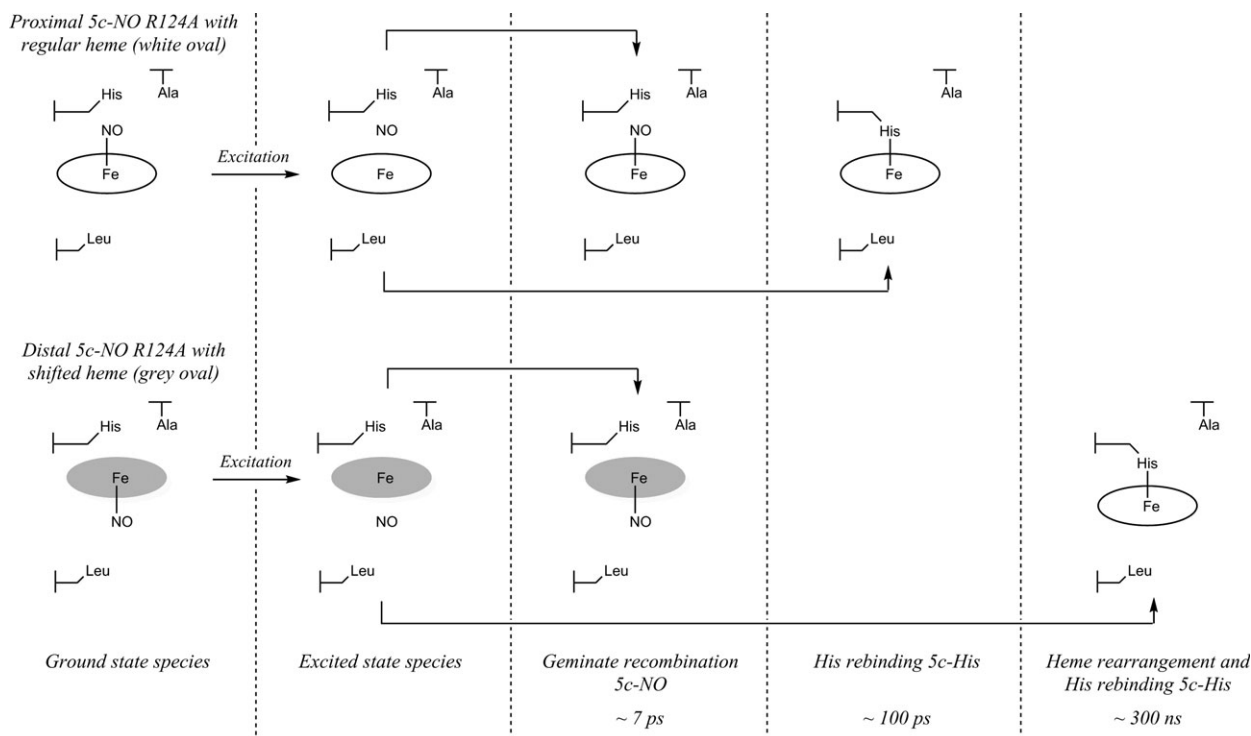 Proximal 5c-NO R124A with
regular heme (white oval)
His
Ala
NO
Fe
Leu
Excitation
His
Ala
NO
Fe
Leu
His
Ala
NO
Fe
Leu
Ala
His
Fe
Leu
Distal 5c-NO R124A with
shifted heme (grey oval)
His
Ala
Fe
NO
Leu
Excitation
His
Ala
Fe
NO
Leu
His
Ala
Fe
NO
Leu
Ala
His
Fe
Leu
Ground state species
Excited state species
Geminate recombination
5c-NO
~ 7 ps
His rebinding 5c-His
~ 100 ps
Heme rearrangement and
His rebinding 5c-His
~ 300 ns